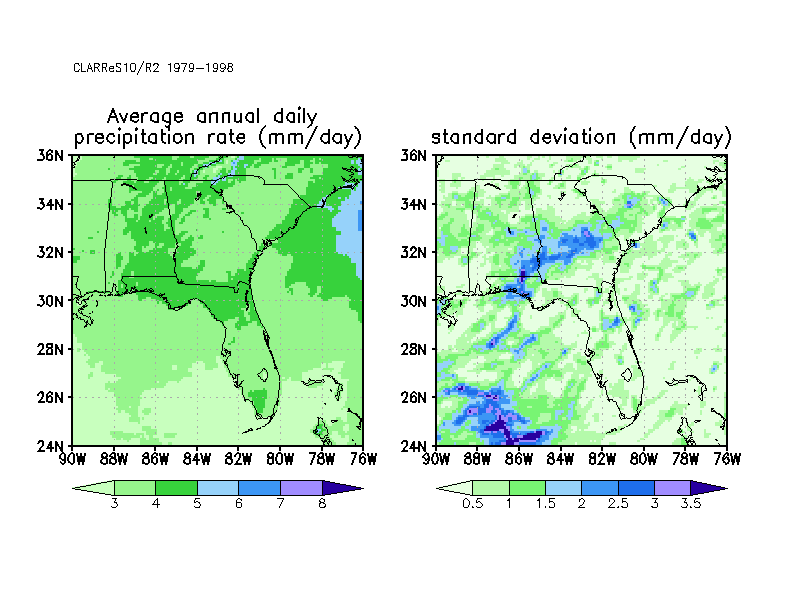 CLARReS10/R2 1979-1998
Average annual daily
precipitation rate (mm/day)
36N
34N
32N
30N
28N
26N
24N
90W 88W 86W 84W 82W 80W 78W 76W
3 4 5 6 7 8
standard deviation (mm/day)
36N
34N
32N
30N
28N
26N
24N
90W 88W 86W 84W 82W 80W 78W 76W
0.5 1 1.5 2 2.5 3 3.5